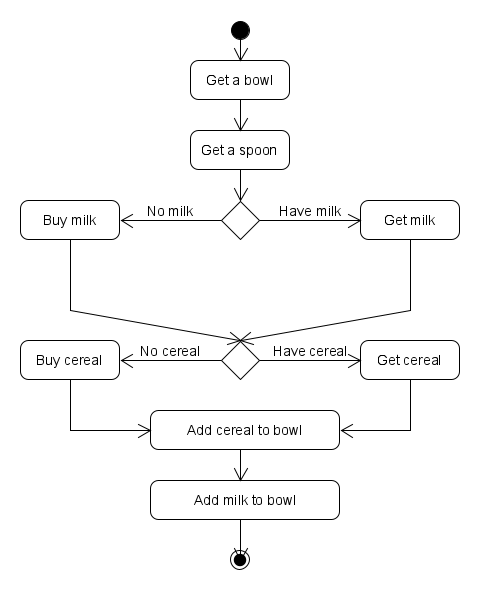 Get a bowl
Get a spoon
No milk
Have milk
Buy milk
Get milk
No cereal
Have cereal
Buy cereal
Get cereal
Add cereal to bowl
Add milk to bowl